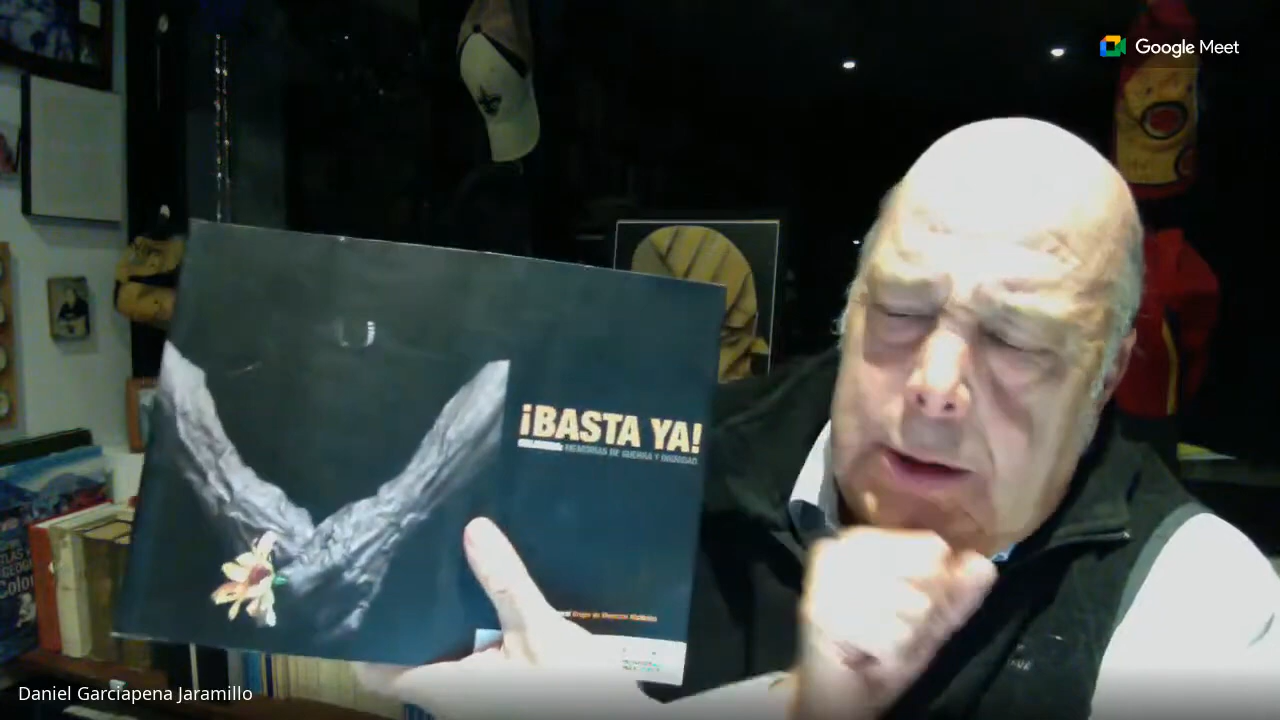 Google Meet
¡BASTA YA!
MEMORIAS DE GUERRA Y DIGNIDAD
Grupo de Memoria Histórica
Daniel Garciapena Jaramillo